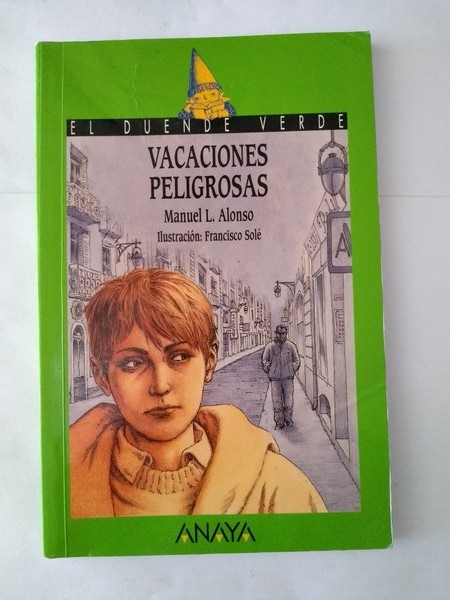 EL DUENDE VERDE
VACACIONES
PELIGROSAS
Manuel L. Alonso
Ilustración: Francisco Solé
A
ANAYA